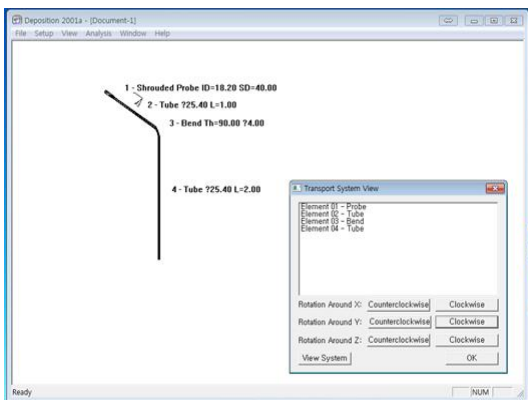 Deposition 2001a - [Document-1]
File Setup View Analysis Window Help
1 - Shrouded Probe ID=18.20 SD=40.00
2 - Tube ?25.40 L=1.00
3 - Bend Th=90.00 ?4.00
4 - Tube ?25.40 L=2.00
Transport System View
Element 01 - Probe
Element 02 - Tube
Element 03 - Bend
Element 04 - Tube
Rotation Around X: Counterclockwise Clockwise
Rotation Around Y: Counterclockwise Clockwise
Rotation Around Z: Counterclockwise Clockwise
View System OK
Ready NUM